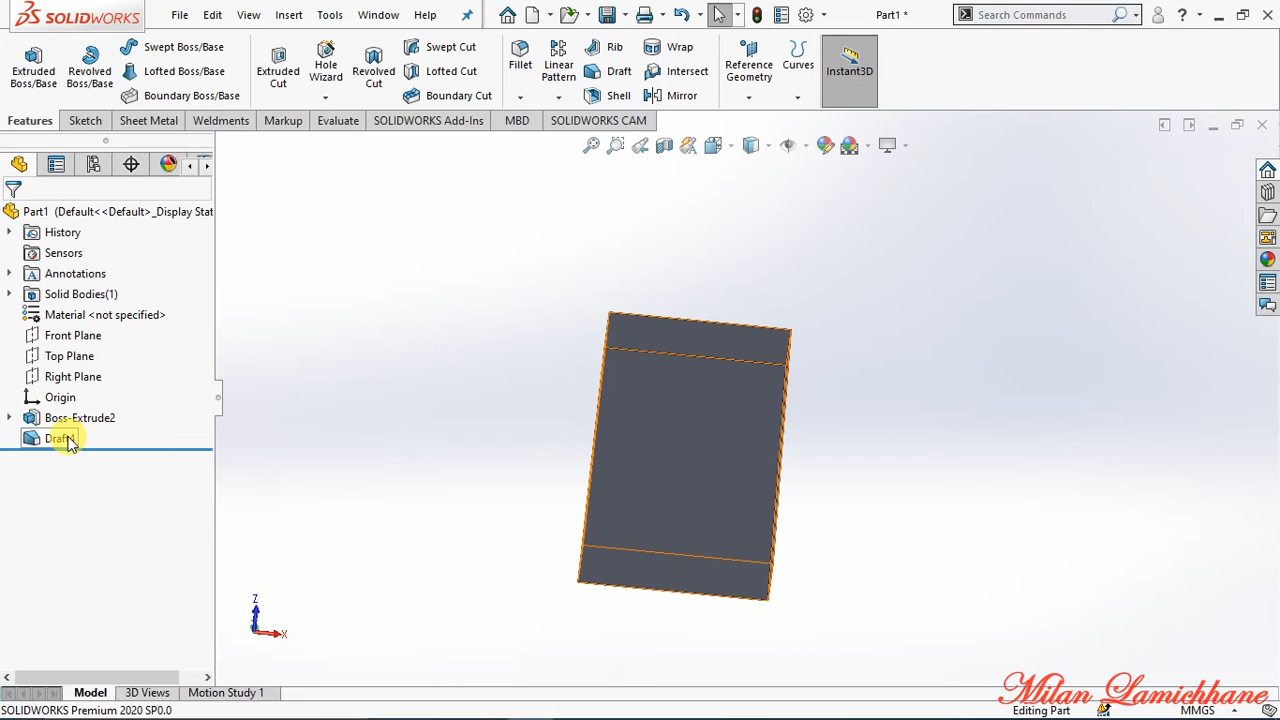 SOLIDWORKS File Edit View Insert Tools Window Help Part1 * Search Commands ?
Extruded Boss/Base
Revolved Boss/Base
Swept Boss/Base
Lofted Boss/Base
Boundary Boss/Base
Extruded Cut
Hole Wizard
Revolved Cut
Swept Cut
Lofted Cut
Boundary Cut
Fillet
Linear Pattern
Rib
Draft
Shell
Wrap
Intersect
Mirror
Reference Geometry
Curves
Instant3D
Features Sketch Sheet Metal Weldments Markup Evaluate SOLIDWORKS Add-Ins MBD SOLIDWORKS CAM
Part1 (Default<<Default>_Display Stat
History
Sensors
Annotations
Solid Bodies(1)
Material <not specified>
Front Plane
Top Plane
Right Plane
Origin
Boss-Extrude2
Z
X
Model 3D Views Motion Study 1
Milan Lamichhane
SOLIDWORKS Premium 2020 SP0.0 Editing Part MMGS